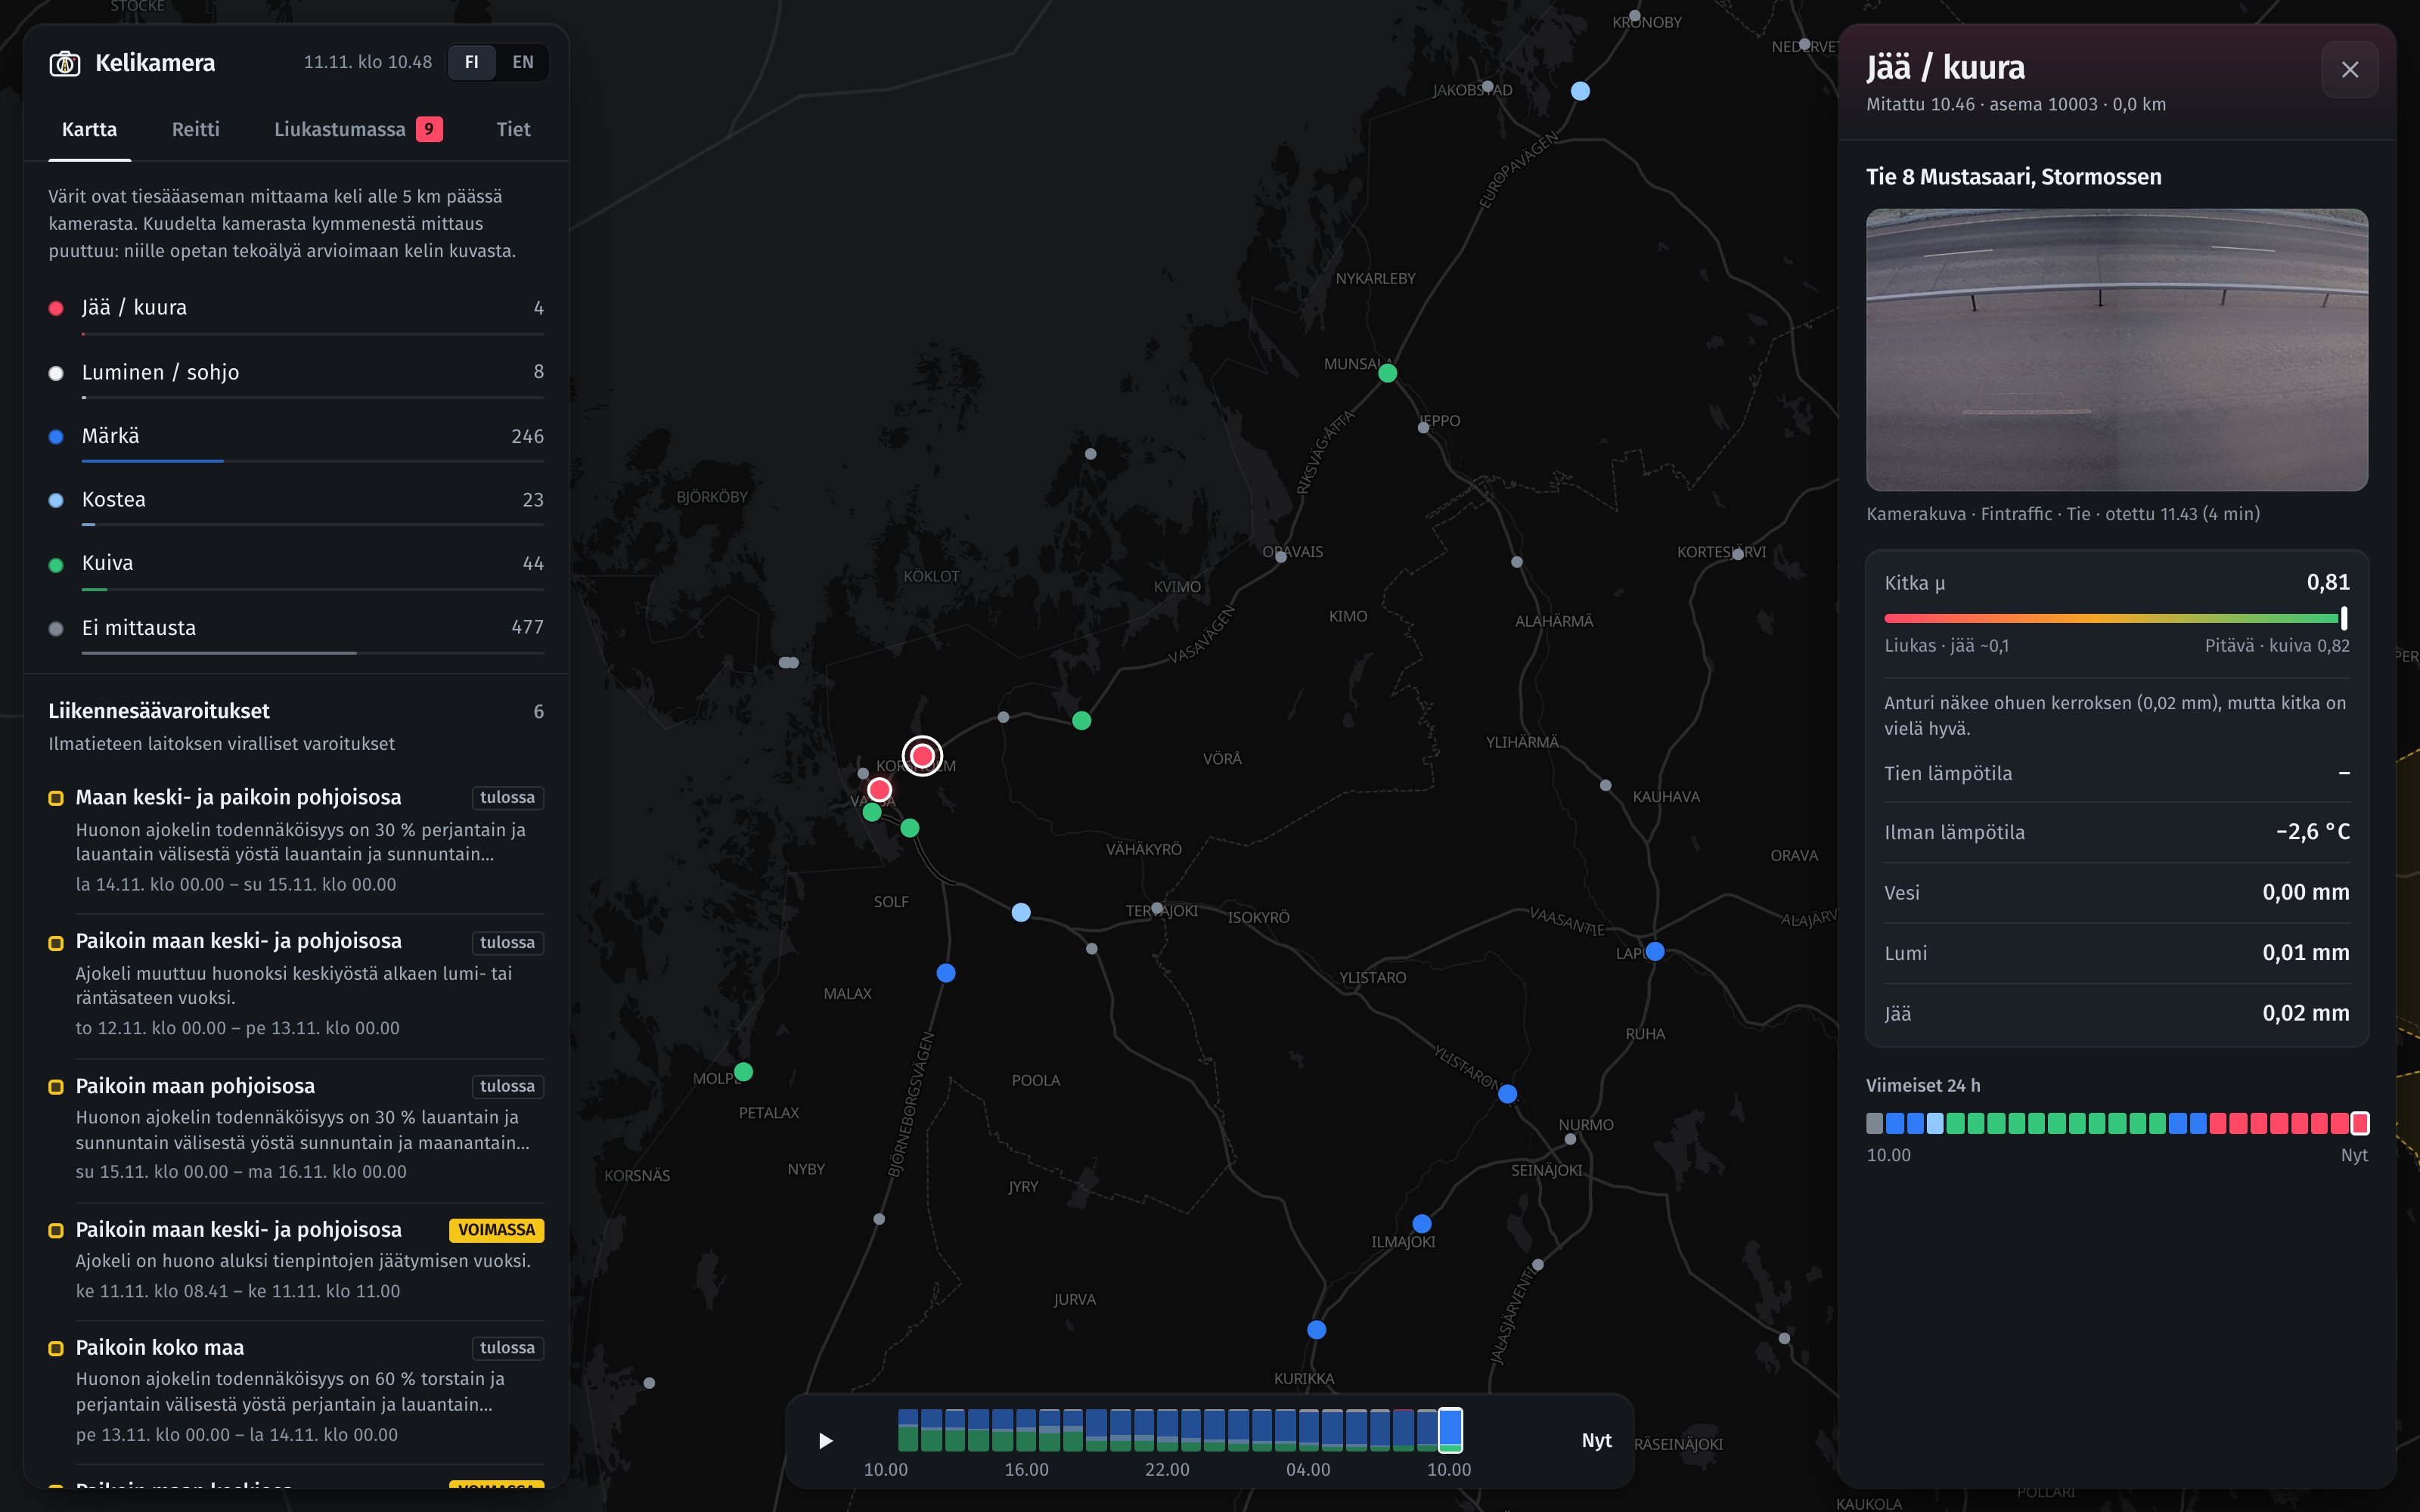 Kelikamera
11.11. klo 10.48
FI
EN
Kartta
Reitti
Liukastumassa 9
Tiet
Värit ovat tiesääaseman mittaama keli alle 5 km päässä
kamerasta. Kuudelta kamerasta kymmenestä mittaus
puuttuu: niille opetan tekoälyä arvioimaan kelin kuvasta.
Jää / kuura 4
Luminen / sohjo 8
Märkä 246
Kostea 23
Kuiva 44
Ei mittausta 477
Liikennesäävaroitukset 6
Ilmatieteen laitoksen viralliset varoitukset
Maan keski- ja paikoin pohjoisosa tulossa
Huonon ajokelin todennäköisyys on 30 % perjantain ja
lauantain välisestä yöstä lauantain ja sunnuntain...
la 14.11. klo 00.00 – su 15.11. klo 00.00
Paikoin maan keski- ja pohjoisosa tulossa
Ajokeli muuttuu huonoksi keskiyöstä alkaen lumi- tai
räntäsateen vuoksi.
to 12.11. klo 00.00 – pe 13.11. klo 00.00
Paikoin maan pohjoisosa tulossa
Huonon ajokelin todennäköisyys on 30 % lauantain ja
sunnuntain välisestä yöstä sunnuntain ja maanantain...
su 15.11. klo 00.00 – ma 16.11. klo 00.00
Paikoin maan keski- ja pohjoisosa VOIMASSA
Ajokeli on huono aluksi tienpintojen jäätymisen vuoksi.
ke 11.11. klo 08.41 – ke 11.11. klo 11.00
Paikoin koko maa tulossa
Huonon ajokelin todennäköisyys on 60 % torstain ja
perjantain välisestä yöstä perjantain ja lauantain...
pe 13.11. klo 00.00 – la 14.11. klo 00.00
STOCKE
KRONOBY
JAKOBSTAD
EUROPAVÄGEN
NYKARLEBY
MUNSALA
JEPPO
RIKSVÄG ÅTTA
BJÖRKÖBY
ORAVAIS
KORTESJÄRVI
KÖKLOT
KVIMO
KIMO
ALAHÄRMÄ
VASAVÄGEN
YLIHÄRMÄ
VÖRÅ
KORSHOLM
VAASA
KAUHAVA
VÄHÄKYRÖ
ORAVA
SOLF
TERVAJOKI
ISOKYRÖ
VAASANTIE
LAPUA
YLISTARO
MALAX
RUHA
YLISTARON
MOLPE
POOLA
PETALAX
BJÖRNEBORGSVÄGEN
NURMO
NYBY
KORSNÄS
JYRY
SEINÄJOKI
ILMAJOKI
JURVA
JALASJÄRVENTI
KURIKKA
RÄSEINÄJOKI
KAUKOLA
POLLARI
10.00
16.00
22.00
04.00
10.00
Nyt
Jää / kuura
Mitattu 10.46 · asema 10003 · 0,0 km
Tie 8 Mustasaari, Stormossen
Kamerakuva · Fintraffic · Tie · otettu 11.43 (4 min)
Kitka µ 0,81
Liukas · jää ~0,1
Pitävä · kuiva 0,82
Anturi näkee ohuen kerroksen (0,02 mm), mutta kitka on
vielä hyvä.
Tien lämpötila –
Ilman lämpötila −2,6 °C
Vesi 0,00 mm
Lumi 0,01 mm
Jää 0,02 mm
Viimeiset 24 h
10.00
Nyt